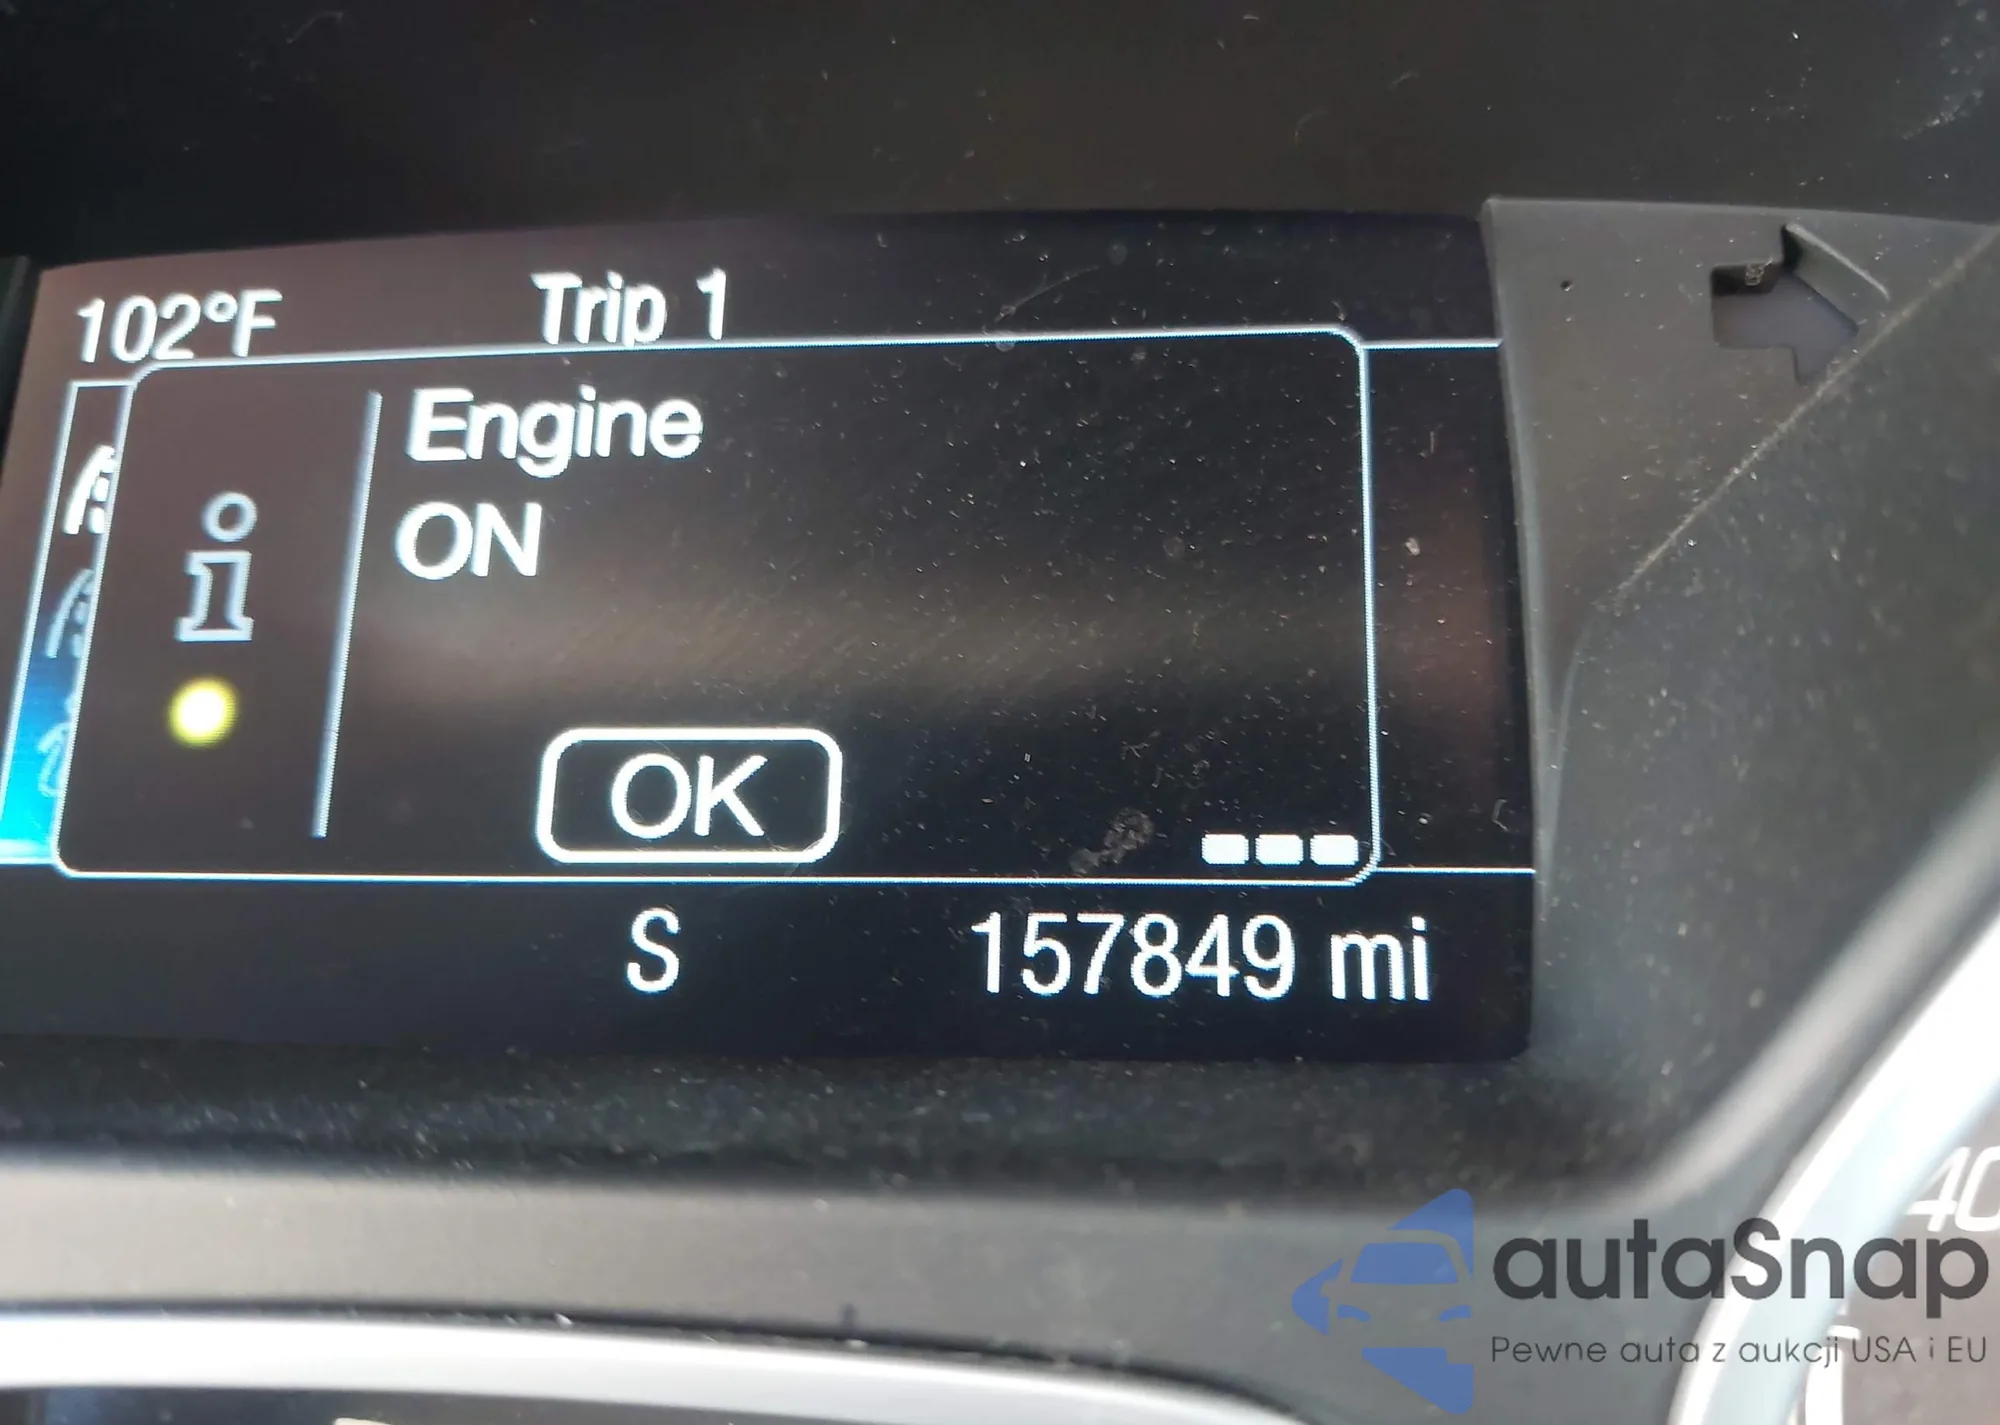 102°F Trip 1
Engine
ON
OK
S 157849 mi
40
autaSnap
Pewne auta z aukcji USA i EU